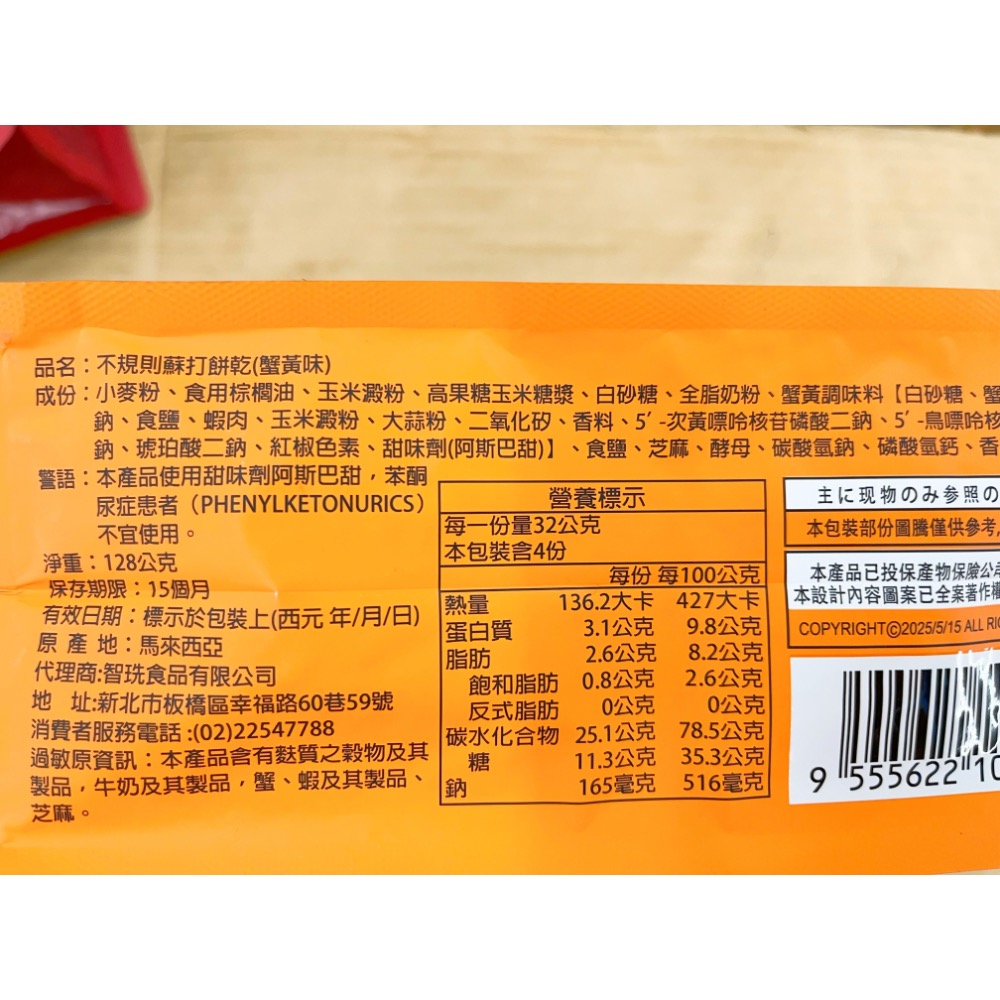 品名：不規則蘇打餅乾(蟹黃味)
成份：小麥粉、食用棕櫚油、玉米澱粉、高果糖玉米糖漿、白砂糖、全脂奶粉、蟹黃調味料【白砂糖、蟹
鈉、食鹽、蝦肉、玉米澱粉、大蒜粉、二氧化矽、香料、5′-次黃嘌呤核苷磷酸二鈉、5′-鳥嘌呤核
鈉、琥珀酸二鈉、紅椒色素、甜味劑(阿斯巴甜)】、食鹽、芝麻、酵母、碳酸氫鈉、磷酸氫鈣、香
警語：本產品使用甜味劑阿斯巴甜，苯酮
尿症患者（PHENYLKETONURICS）
不宜使用。
淨重：128公克
保存期限：15個月
有效日期：標示於包裝上(西元 年/月/日)
原 產 地：馬來西亞
代理商:智珗食品有限公司
地 址:新北市板橋區幸福路60巷59號
消費者服務電話:(02)22547788
過敏原資訊：本產品含有麩質之穀物及其
製品，牛奶及其製品，蟹、蝦及其製品、
芝麻。
營養標示
每一份量32公克
本包裝含4份
每份 每100公克
熱量 136.2大卡 427大卡
蛋白質 3.1公克 9.8公克
脂肪 2.6公克 8.2公克
飽和脂肪 0.8公克 2.6公克
反式脂肪 0公克 0公克
碳水化合物 25.1公克 78.5公克
糖 11.3公克 35.3公克
鈉 165毫克 516毫克
主に现物のみ参照の
本包裝部份圖騰僅供參考,
本產品已投保產物保險公
本設計內容圖案已全案著作權
COPYRIGHT©2025/5/15 ALL RIG
9 555622 10